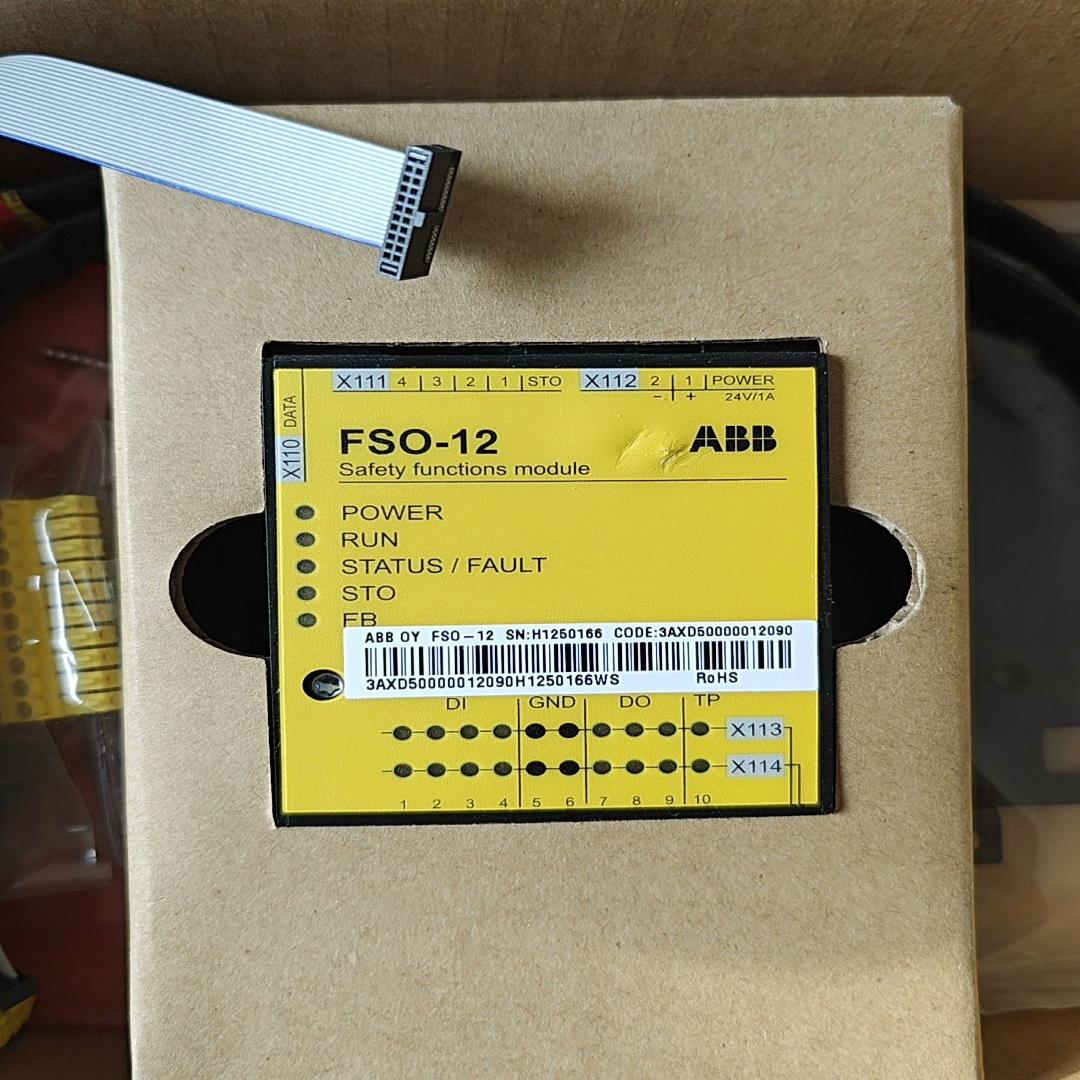 X111 4 3 2 1 STO X112 2 1 POWER
- + 24V/1A
X110 DATA
FSO-12 ABB
Safety functions module
POWER
RUN
STATUS / FAULT
STO
FB
ABB OY FSO-12 SN:H1250166 CODE:3AXD50000012090
3AXD50000012090H1250166WS RoHS
DI GND DO TP
X113
X114
1 2 3 4 5 6 7 8 9 10